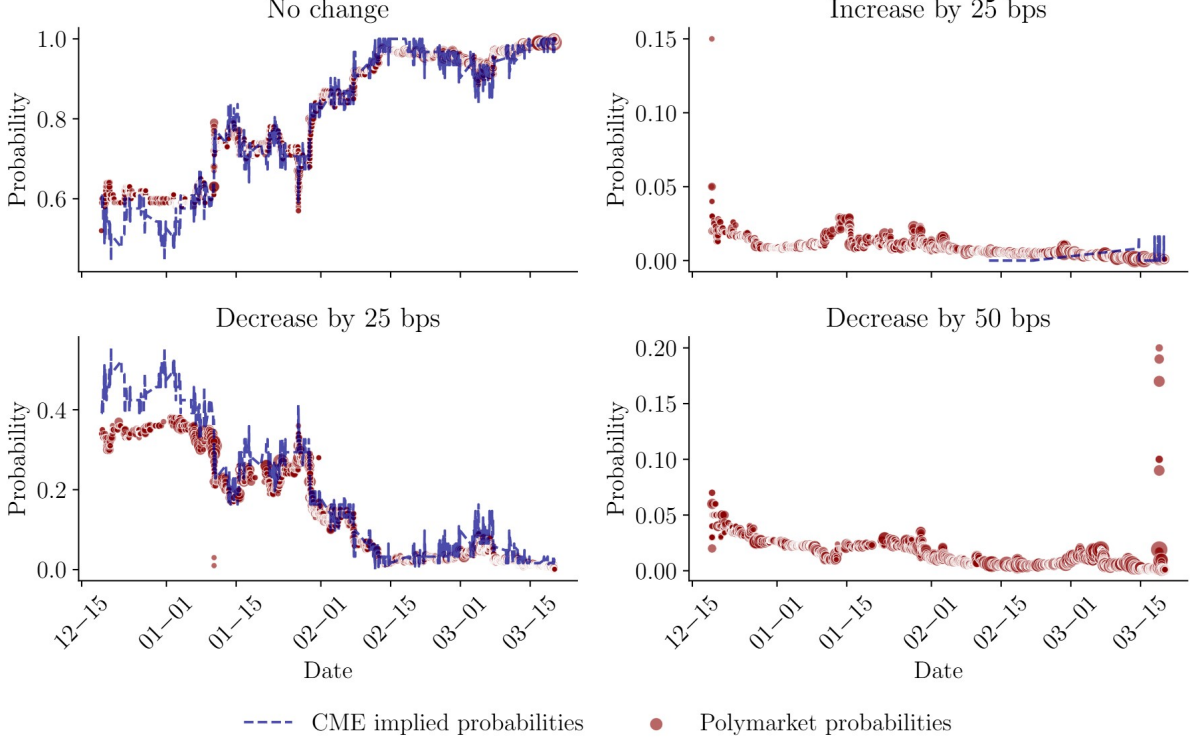 No change
Increase by 25 bps
1.0
0.8
0.6
Probability
0.15
0.10
0.05
0.00
Probability
Decrease by 25 bps
Decrease by 50 bps
0.4
0.2
0.0
Probability
0.20
0.15
0.10
0.05
0.00
Probability
12−15
01−01
01−15
02−01
02−15
03−01
03−15
12−15
01−01
01−15
02−01
02−15
03−01
03−15
Date
Date
CME implied probabilities
Polymarket probabilities